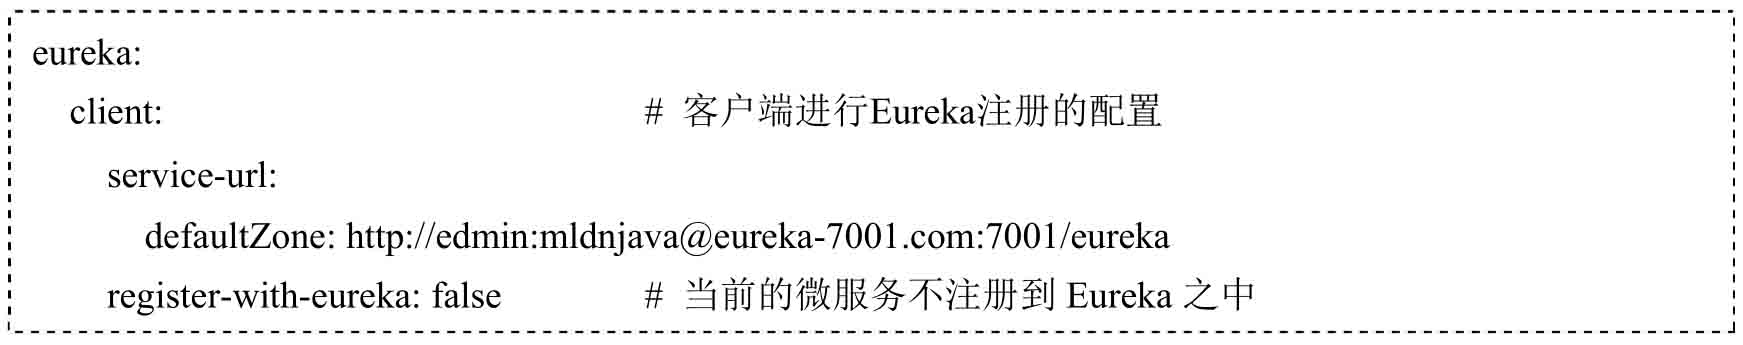 eureka:
  client: # 客户端进行Eureka注册的配置
    service-url:
      defaultZone: http://edmin:mldnjava@eureka-7001.com:7001/eureka
    register-with-eureka: false # 当前的微服务不注册到 Eureka 之中